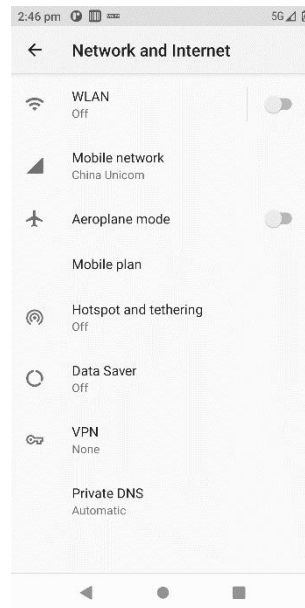 2:46 pm 5G
Network and Internet
WLAN
Off
Mobile network
China Unicom
Aeroplane mode
Mobile plan
Hotspot and tethering
Off
Data Saver
Off
VPN
None
Private DNS
Automatic